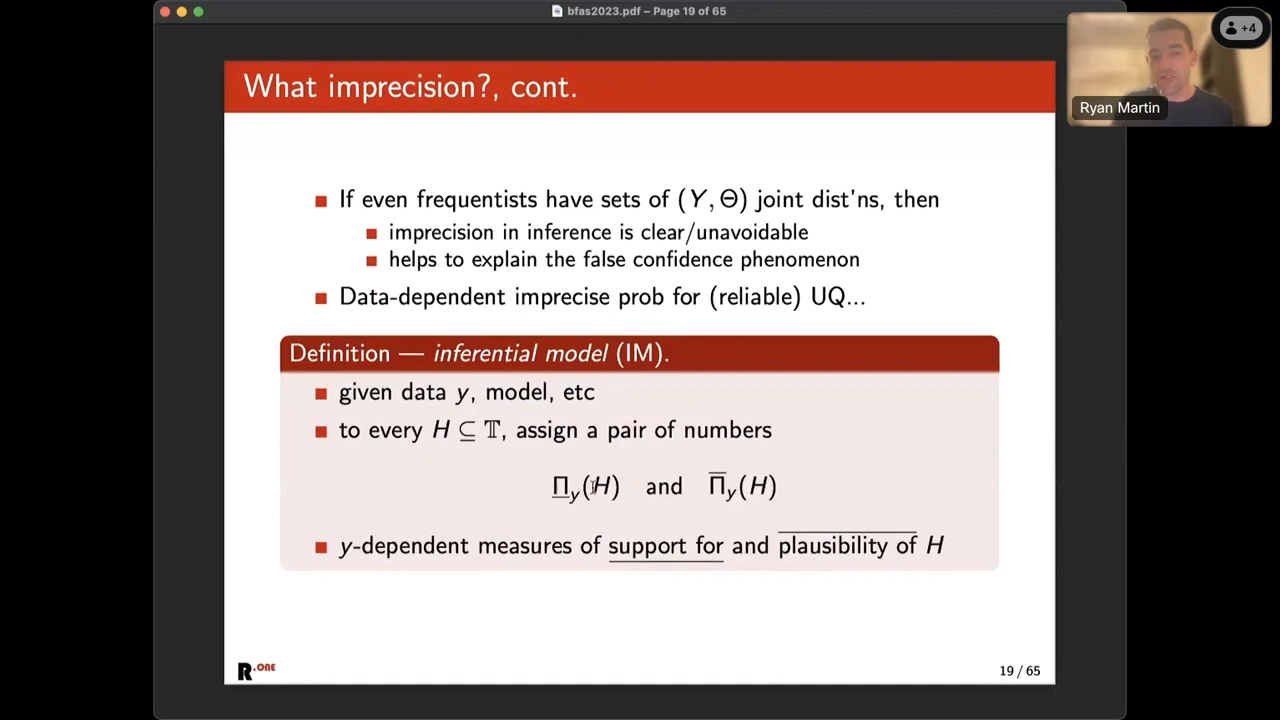 bfas2023.pdf – Page 19 of 65
+4
Ryan Martin
What imprecision?, cont.
If even frequentists have sets of (Y, Θ) joint dist'ns, then
imprecision in inference is clear/unavoidable
helps to explain the false confidence phenomenon
Data-dependent imprecise prob for (reliable) UQ...
Definition — inferential model (IM).
given data y, model, etc
to every H ⊆ 𝕋, assign a pair of numbers
Π̲_y(H) and Π̅_y(H)
y-dependent measures of support for and plausibility of H
R.ONE
19 / 65